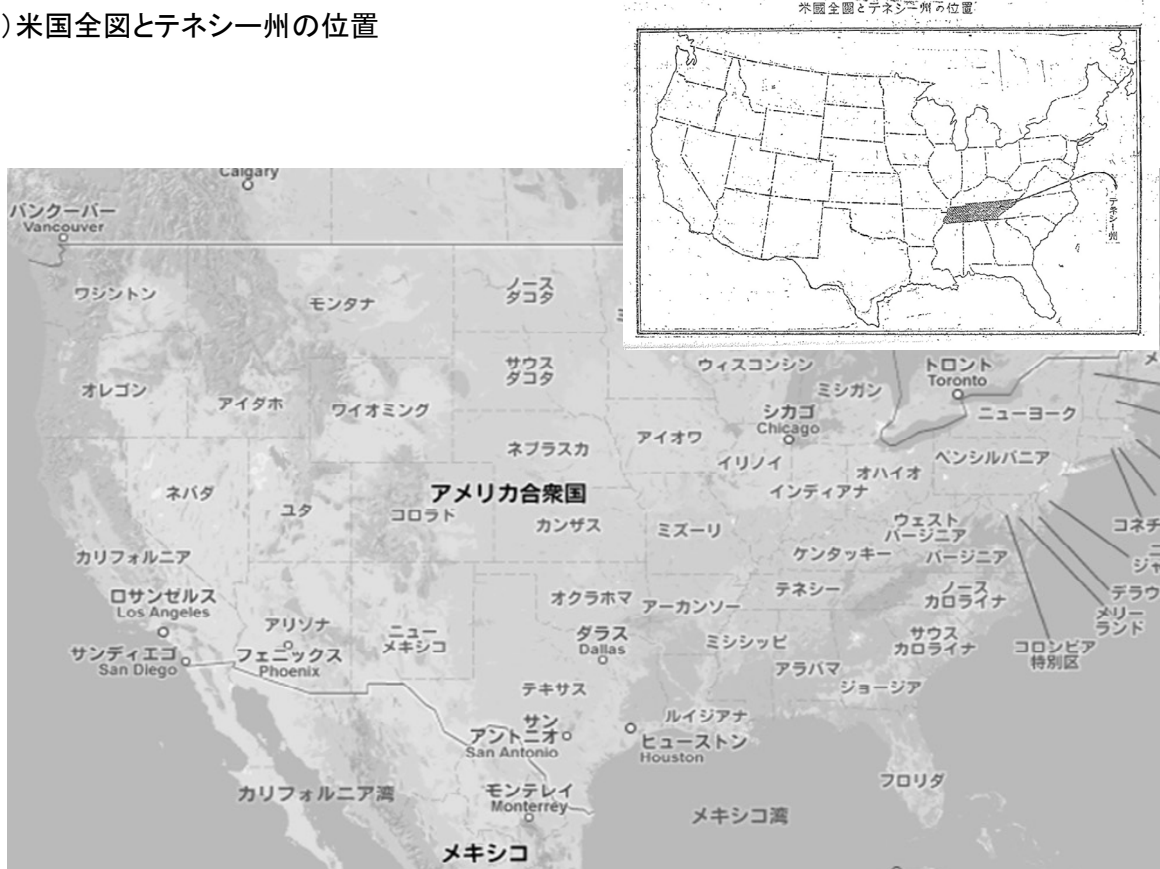 )米国全図とテネシー州の位置
米國全圖とテネシー州の位置
テネシー州
Calgary
バンクーバー
Vancouver
ワシントン
モンタナ
ノース
ダコタ
サウス
ダコタ
ウィスコンシン
トロント
Toronto
ミシガン
オレゴン
アイダホ
ワイオミング
シカゴ
Chicago
ニューヨーク
アイオワ
ネブラスカ
イリノイ
オハイオ
ペンシルバニア
インディアナ
ネバダ
ユタ
アメリカ合衆国
コロラド
カンザス
ミズーリ
ウェスト
バージニア
コネチ
ケンタッキー
バージニア
ジャ
カリフォルニア
ロサンゼルス
Los Angeles
オクラホマ
アーカンソー
テネシー
ノース
カロライナ
デラウ
メリー
ランド
アリゾナ
ニュー
メキシコ
ダラス
Dallas
ミシシッピ
サウス
カロライナ
コロンビア
特別区
サンディエゴ
San Diego
フェニックス
Phoenix
アラバマ
テキサス
ジョージア
サン
アントニオ
San Antonio
ルイジアナ
ヒューストン
Houston
カリフォルニア湾
モンテレイ
Monterrey
フロリダ
メキシコ湾
メキシコ